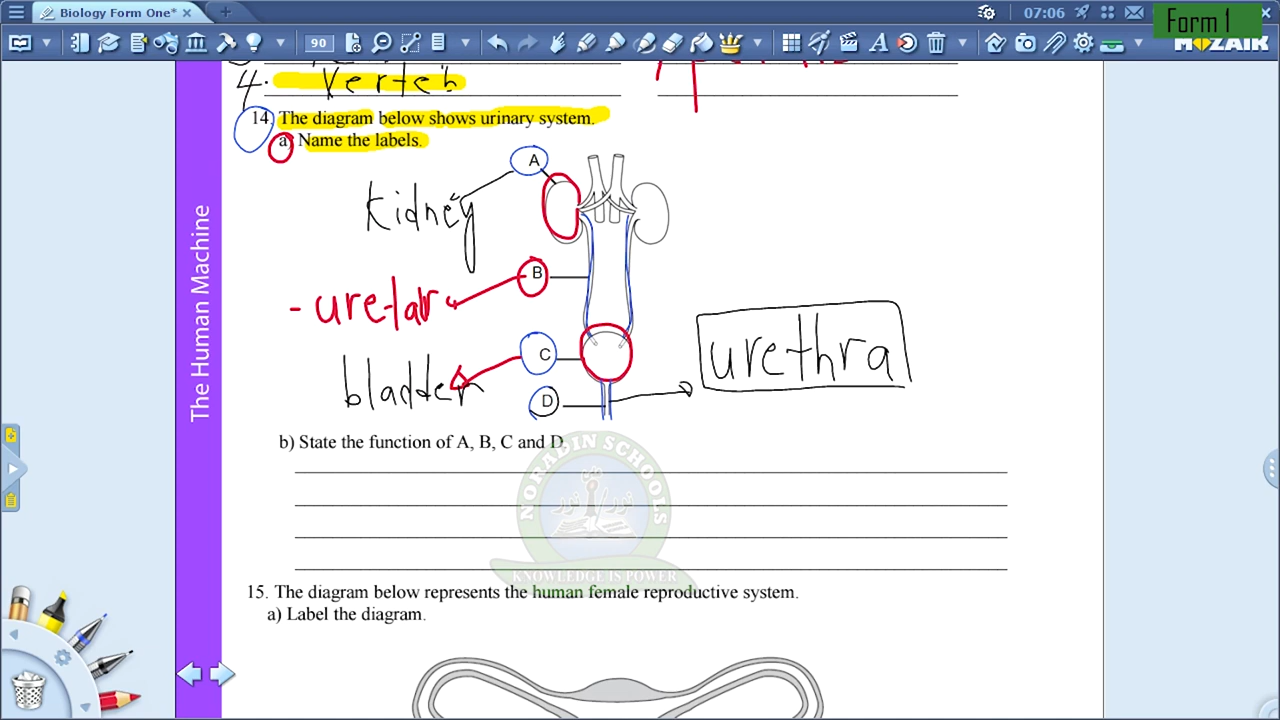 Biology Form One* ×
07:06
Form 1
MOZAIK
90
4. Verteb
14. The diagram below shows urinary system.
a) Name the labels.
A
kidney
B
- uretar
C
bladder
D
urethra
The Human Machine
b) State the function of A, B, C and D.
NORADIN SCHOOLS
KNOWLEDGE IS POWER
15. The diagram below represents the human female reproductive system.
a) Label the diagram.